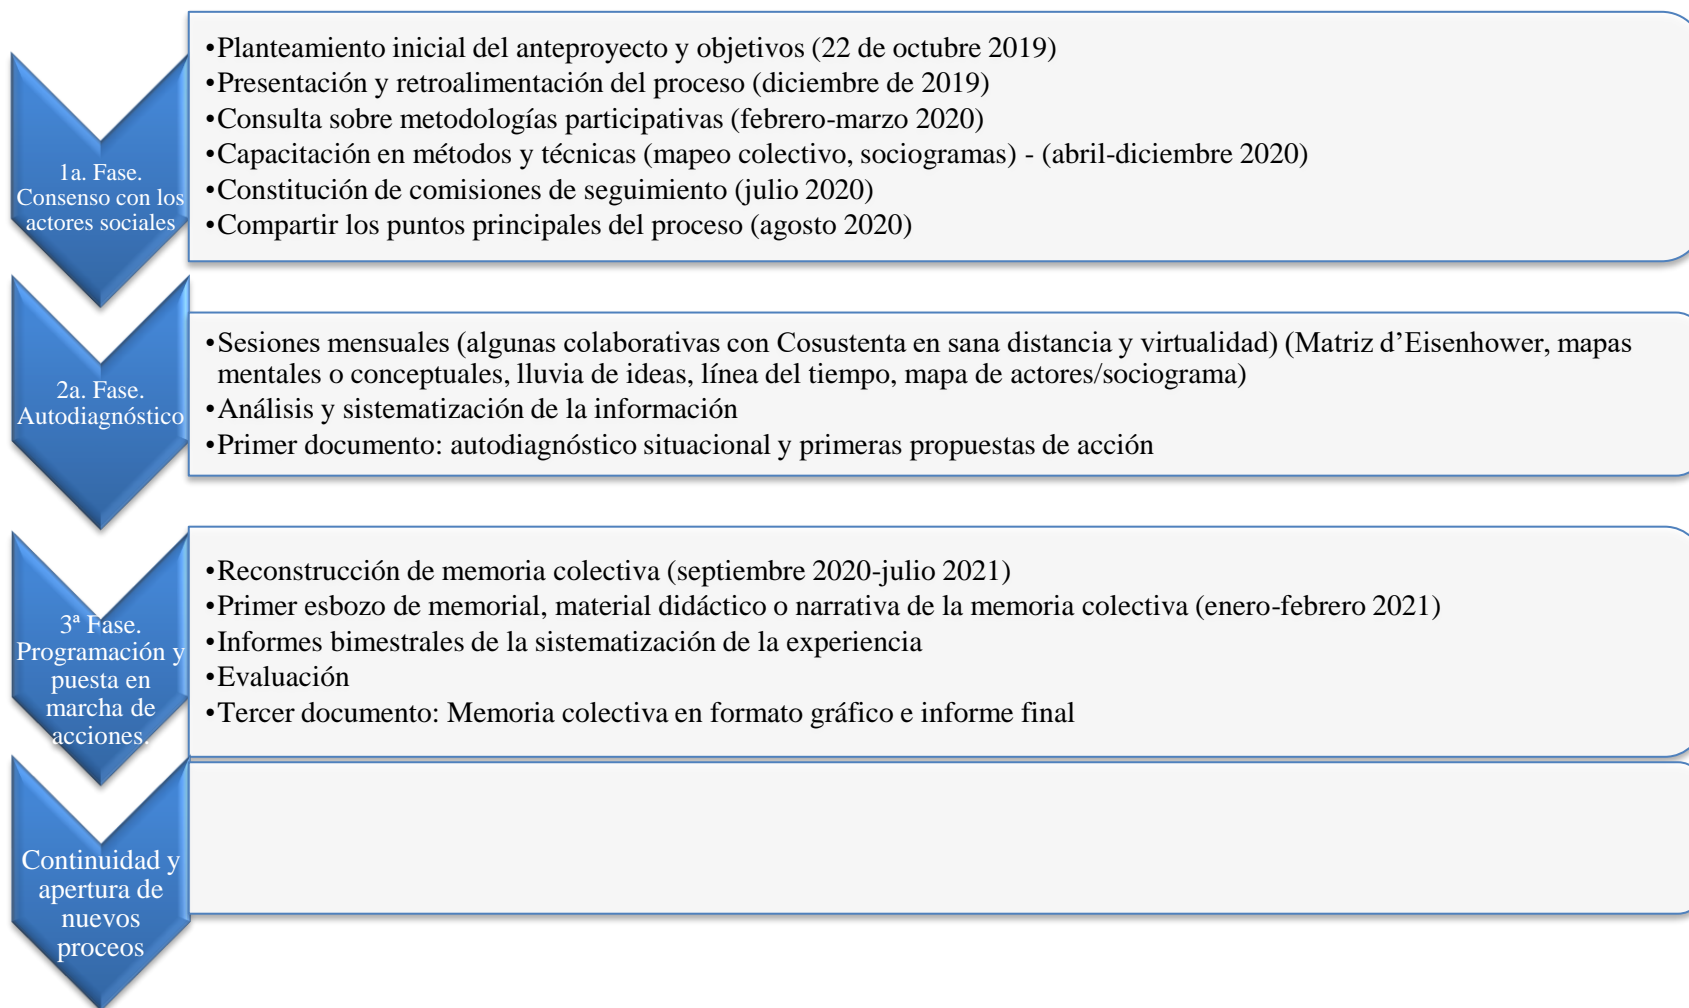 1a. Fase.
Consenso con los
actores sociales
•Planteamiento inicial del anteproyecto y objetivos (22 de octubre 2019)
•Presentación y retroalimentación del proceso (diciembre de 2019)
•Consulta sobre metodologías participativas (febrero-marzo 2020)
•Capacitación en métodos y técnicas (mapeo colectivo, sociogramas) - (abril-diciembre 2020)
•Constitución de comisiones de seguimiento (julio 2020)
•Compartir los puntos principales del proceso (agosto 2020)
2a. Fase.
Autodiagnóstico
•Sesiones mensuales (algunas colaborativas con Cosustenta en sana distancia y virtualidad) (Matriz d’Eisenhower, mapas
mentales o conceptuales, lluvia de ideas, línea del tiempo, mapa de actores/sociograma)
•Análisis y sistematización de la información
•Primer documento: autodiagnóstico situacional y primeras propuestas de acción
3ª Fase.
Programación y
puesta en
marcha de
acciones.
•Reconstrucción de memoria colectiva (septiembre 2020-julio 2021)
•Primer esbozo de memorial, material didáctico o narrativa de la memoria colectiva (enero-febrero 2021)
•Informes bimestrales de la sistematización de la experiencia
•Evaluación
•Tercer documento: Memoria colectiva en formato gráfico e informe final
Continuidad y
apertura de
nuevos
proceos